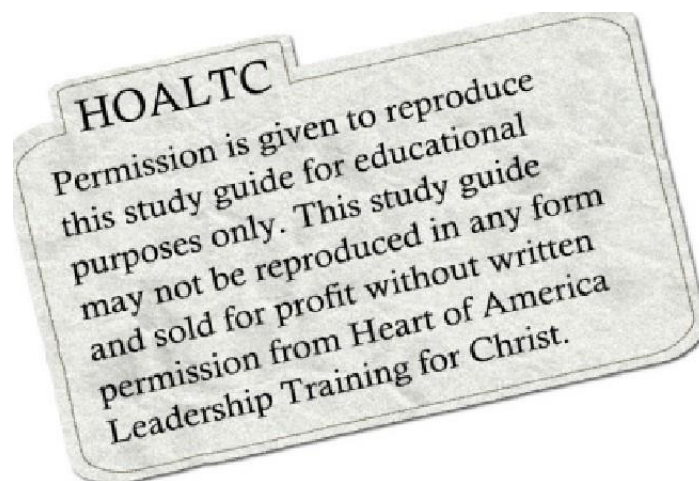 HOALTC
Permission is given to reproduce
this study guide for educational
purposes only. This study guide
may not be reproduced in any form
and sold for profit without written
permission from Heart of America
Leadership Training for Christ.